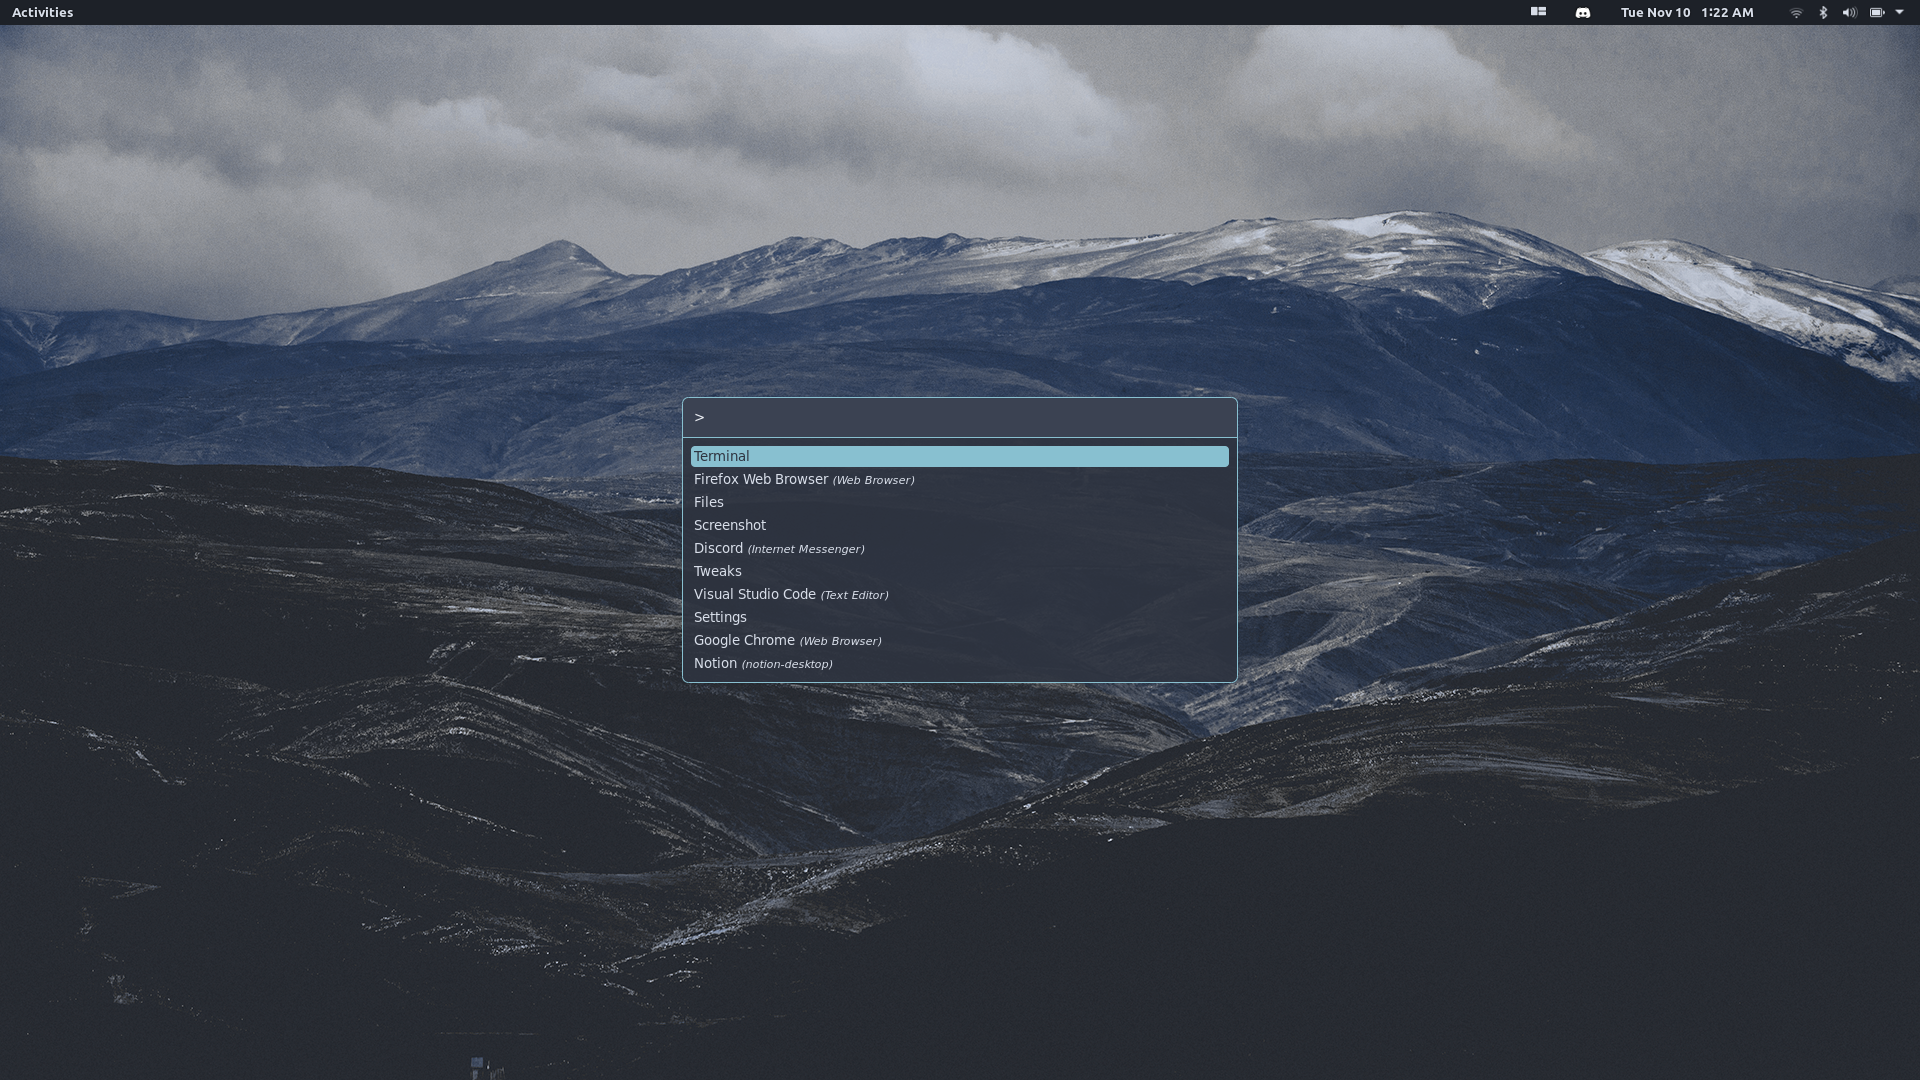 Activities
Tue Nov 10 1:22 AM
>
Terminal
Firefox Web Browser (Web Browser)
Files
Screenshot
Discord (Internet Messenger)
Tweaks
Visual Studio Code (Text Editor)
Settings
Google Chrome (Web Browser)
Notion (notion-desktop)